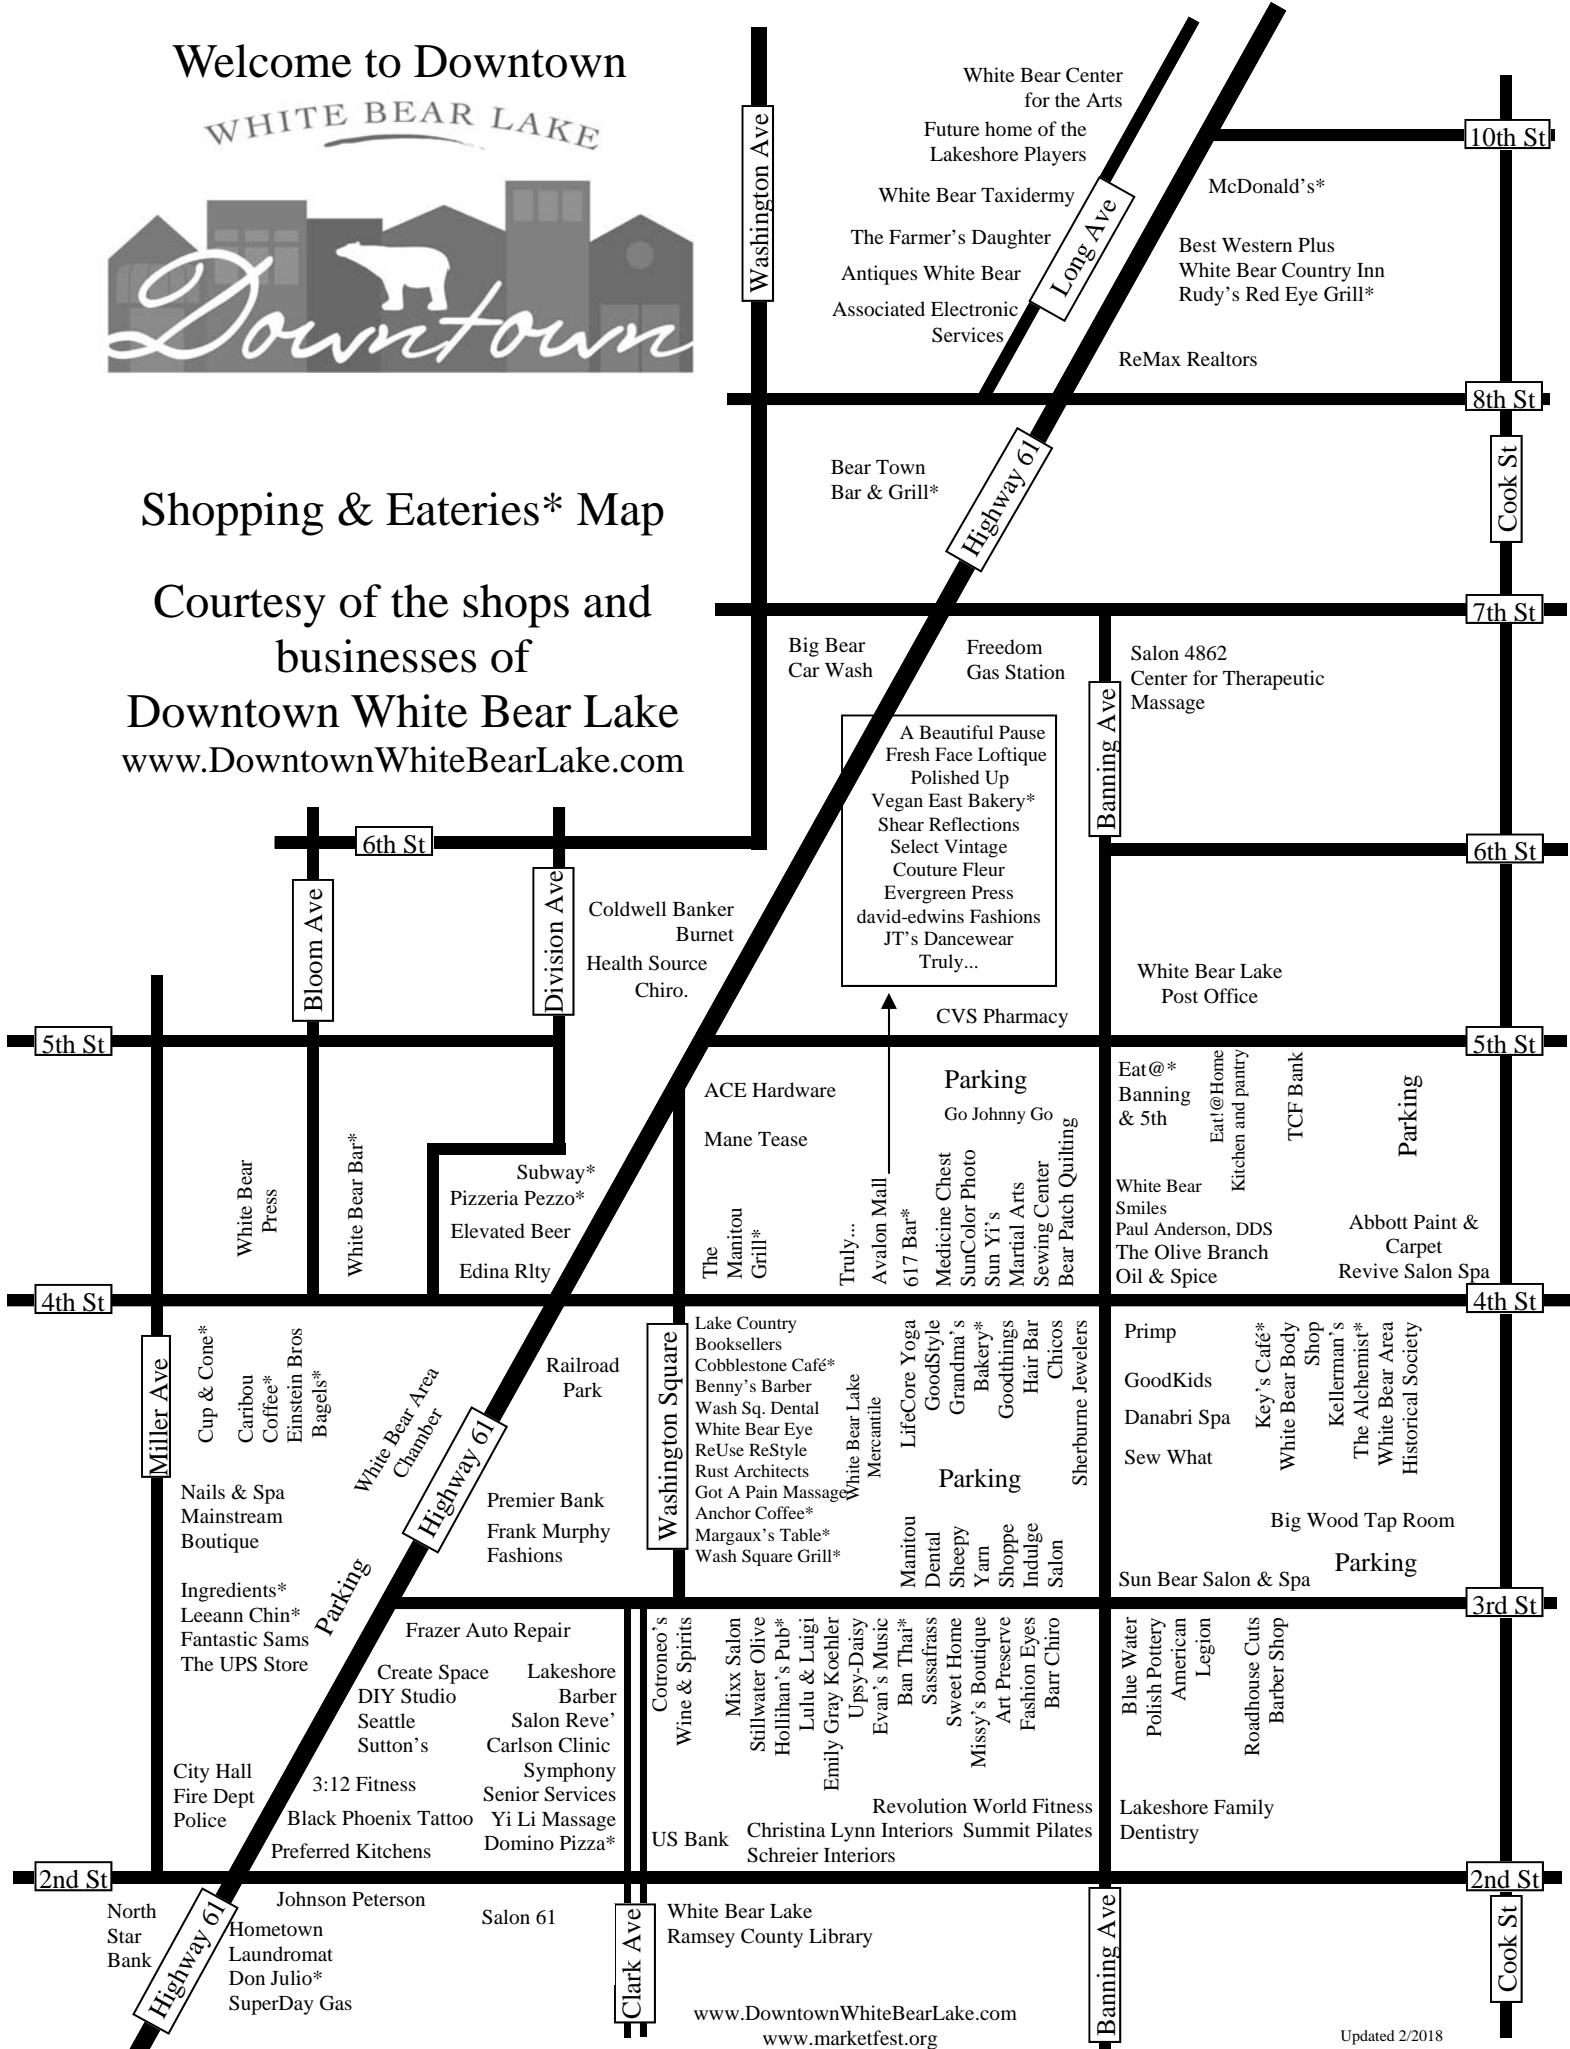 Welcome to Downtown
WHITE BEAR LAKE
Downtown
Shopping & Eateries* Map
Courtesy of the shops and
businesses of
Downtown White Bear Lake
www.DowntownWhiteBearLake.com
Washington Ave
White Bear Center
for the Arts
Future home of the
Lakeshore Players
White Bear Taxidermy
The Farmer's Daughter
Antiques White Bear
Associated Electronic
Services
Long Ave
10th St
McDonald's*
Best Western Plus
White Bear Country Inn
Rudy's Red Eye Grill*
ReMax Realtors
8th St
Cook St
Bear Town
Bar & Grill*
Highway 61
7th St
Big Bear
Car Wash
Freedom
Gas Station
Salon 4862
Center for Therapeutic
Massage
Banning Ave
A Beautiful Pause
Fresh Face Loftique
Polished Up
Vegan East Bakery*
Shear Reflections
Select Vintage
Couture Fleur
Evergreen Press
david-edwins Fashions
JT's Dancewear
Truly...
6th St
6th St
Bloom Ave
Division Ave
Coldwell Banker
Burnet
Health Source
Chiro.
White Bear Lake
Post Office
CVS Pharmacy
5th St
5th St
ACE Hardware
Mane Tease
Parking
Go Johnny Go
Eat@*
Banning
& 5th
Eat!@Home
Kitchen and pantry
TCF Bank
Parking
White Bear
Press
White Bear Bar*
Subway*
Pizzeria Pezzo*
Elevated Beer
Edina Rlty
The
Manitou
Grill*
Truly...
Avalon Mall
617 Bar*
Medicine Chest
SunColor Photo
Sun Yi's
Martial Arts
Sewing Center
Bear Patch Quilting
White Bear
Smiles
Paul Anderson, DDS
The Olive Branch
Oil & Spice
Abbott Paint &
Carpet
Revive Salon Spa
4th St
4th St
Miller Ave
Cup & Cone*
Caribou
Coffee*
Einstein Bros
Bagels*
White Bear Area
Chamber
Highway 61
Railroad
Park
Washington Square
Lake Country
Booksellers
Cobblestone Café*
Benny's Barber
Wash Sq. Dental
White Bear Eye
ReUse ReStyle
Rust Architects
Got A Pain Massage
Anchor Coffee*
Margaux's Table*
Wash Square Grill*
White Bear Lake
Mercantile
LifeCore Yoga
GoodStyle
Grandma's
Bakery*
Goodthings
Hair Bar
Chicos
Sherburne Jewelers
Primp
GoodKids
Danabri Spa
Sew What
Key's Café*
White Bear Body
Shop
Kellerman's
The Alchemist*
White Bear Area
Historical Society
Nails & Spa
Mainstream
Boutique
Premier Bank
Frank Murphy
Fashions
Parking
Manitou
Dental
Sheepy
Yarn
Shoppe
Indulge
Salon
Big Wood Tap Room
Parking
Sun Bear Salon & Spa
Parking
Ingredients*
Leeann Chin*
Fantastic Sams
The UPS Store
3rd St
Frazer Auto Repair
Create Space
DIY Studio
Seattle
Sutton's
3:12 Fitness
Black Phoenix Tattoo
Preferred Kitchens
Lakeshore
Barber
Salon Reve'
Carlson Clinic
Symphony
Senior Services
Yi Li Massage
Domino Pizza*
Cotroneo's
Wine & Spirits
Mixx Salon
Stillwater Olive
Hollihan's Pub*
Lulu & Luigi
Emily Gray Koehler
Upsy-Daisy
Evan's Music
Ban Thai*
Sassafrass
Sweet Home
Missy's Boutique
Art Preserve
Fashion Eyes
Barr Chiro
Blue Water
Polish Pottery
American
Legion
Roadhouse Cuts
Barber Shop
City Hall
Fire Dept
Police
US Bank
Revolution World Fitness
Christina Lynn Interiors Summit Pilates
Schreier Interiors
Lakeshore Family
Dentistry
2nd St
2nd St
North
Star
Bank
Highway 61
Johnson Peterson
Hometown
Laundromat
Don Julio*
SuperDay Gas
Salon 61
Clark Ave
White Bear Lake
Ramsey County Library
Banning Ave
Cook St
www.DowntownWhiteBearLake.com
www.marketfest.org
Updated 2/2018